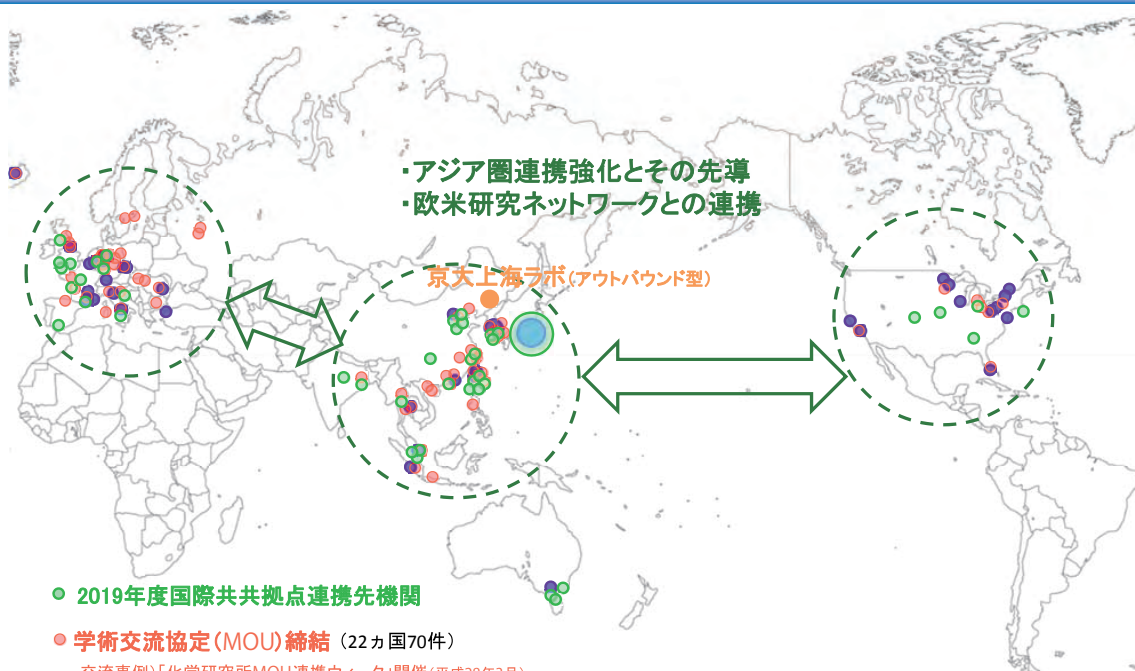 ・アジア圏連携強化とその先導
・欧米研究ネットワークとの連携
京大上海ラボ(アウトバウンド型)
2019年度国際共共拠点連携先機関
学術交流協定(MOU)締結 (22ヵ国70件)